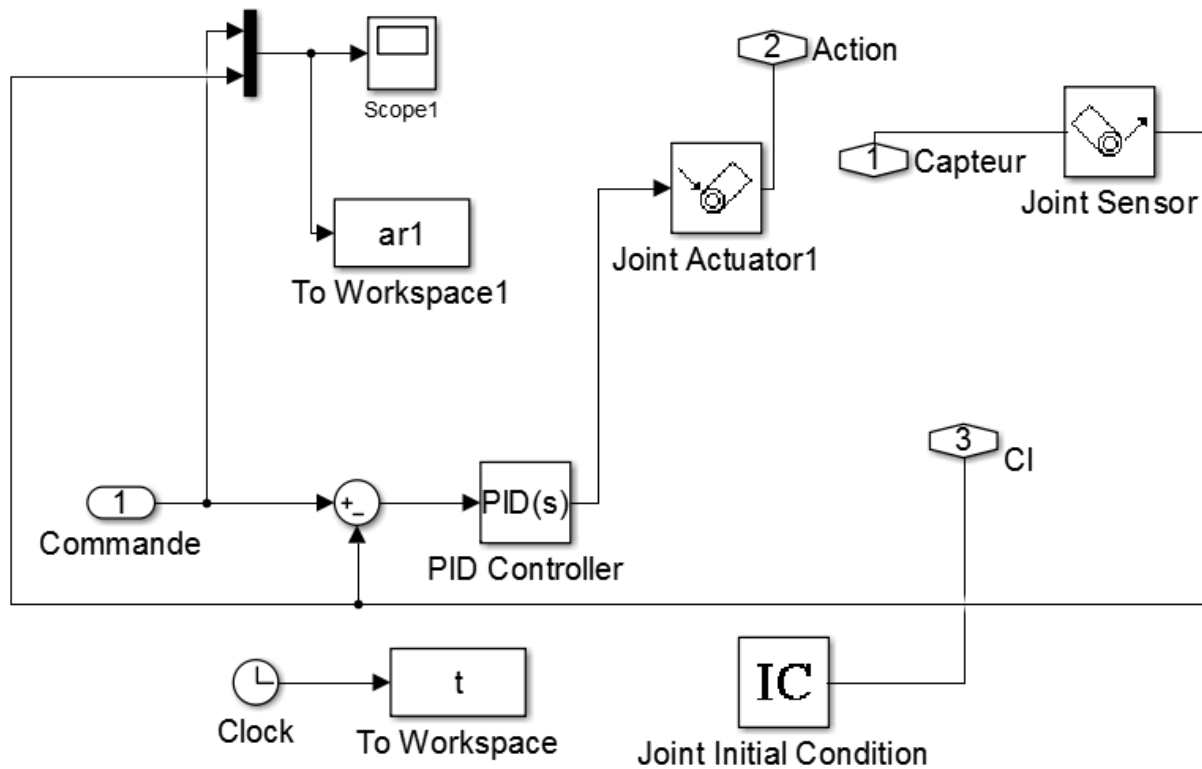 Scope1
2
Action
1
Capteur
Joint Sensor
ar1
To Workspace1
Joint Actuator1
3
CI
1
Commande
+
-
PID(s)
PID Controller
Clock
t
To Workspace
IC
Joint Initial Condition